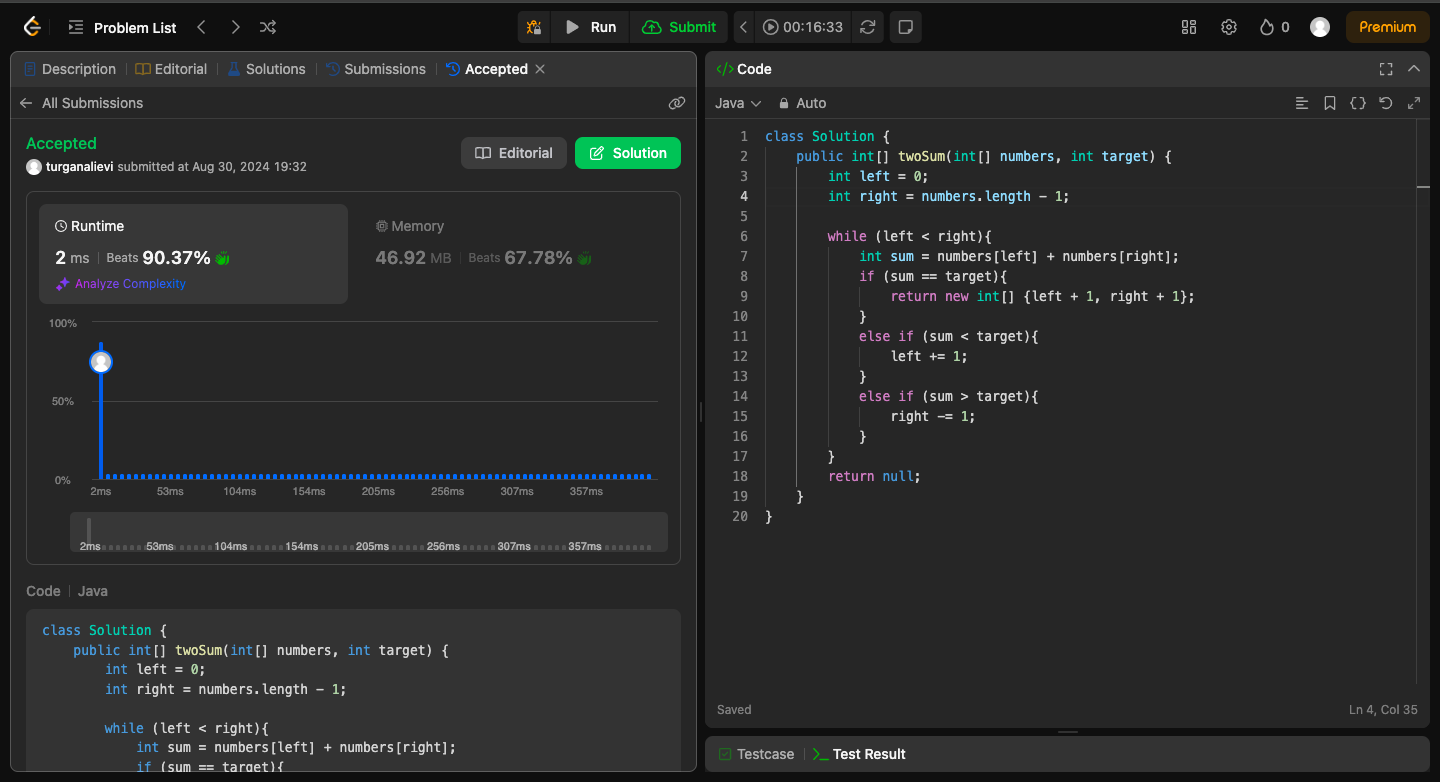 Problem List
Run
Submit
00:16:33
0
Premium
Description
Editorial
Solutions
Submissions
Accepted
All Submissions
Accepted
turganalievi submitted at Aug 30, 2024 19:32
Editorial
Solution
Runtime
2 ms | Beats 90.37%
Analyze Complexity
Memory
46.92 MB | Beats 67.78%
100%
50%
0%
2ms 53ms 104ms 154ms 205ms 256ms 307ms 357ms
2ms 53ms 104ms 154ms 205ms 256ms 307ms 357ms
Code | Java
class Solution {
    public int[] twoSum(int[] numbers, int target) {
        int left = 0;
        int right = numbers.length - 1;

        while (left < right){
            int sum = numbers[left] + numbers[right];
            if (sum == target){
</> Code
Java
Auto
1 class Solution {
2     public int[] twoSum(int[] numbers, int target) {
3         int left = 0;
4         int right = numbers.length - 1;
5
6         while (left < right){
7             int sum = numbers[left] + numbers[right];
8             if (sum == target){
9                 return new int[] {left + 1, right + 1};
10             }
11             else if (sum < target){
12                 left += 1;
13             }
14             else if (sum > target){
15                 right -= 1;
16             }
17         }
18         return null;
19     }
20 }
Saved
Ln 4, Col 35
Testcase
>_ Test Result